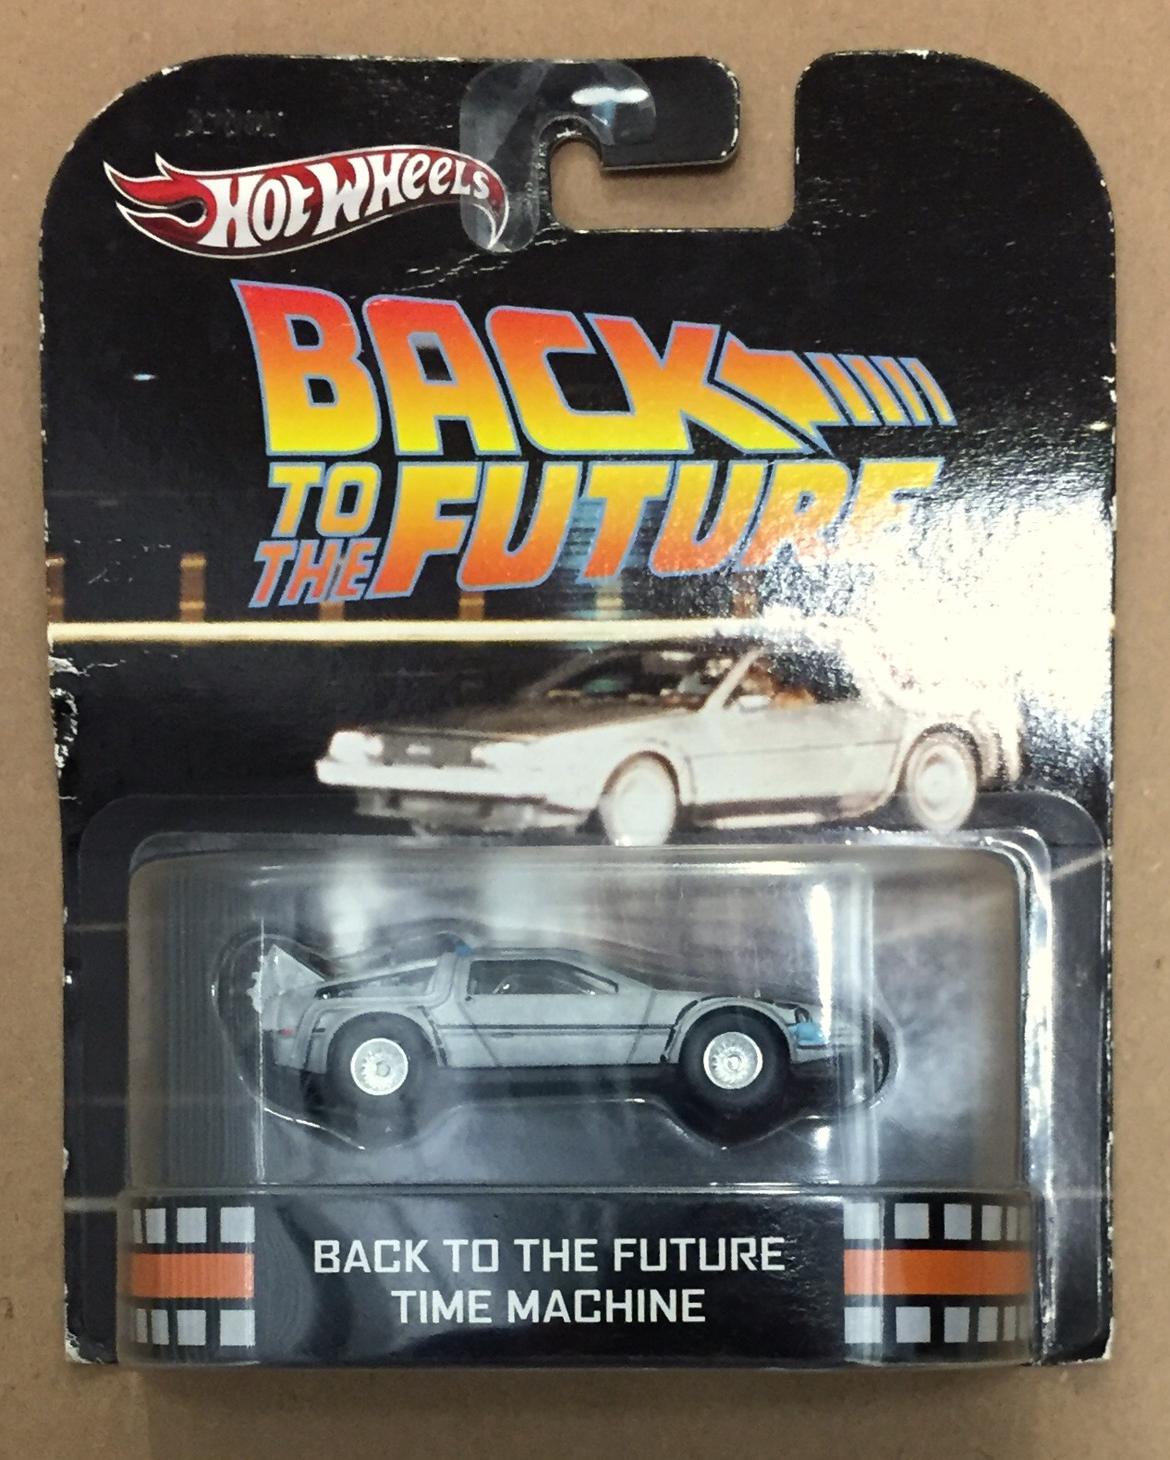 HOT WHEELS
BACK
TO
THE FUTURE
BACK TO THE FUTURE
TIME MACHINE